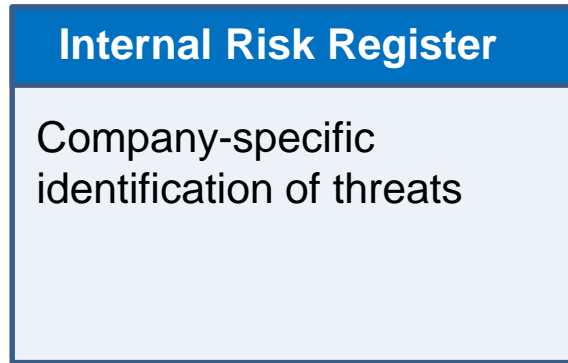 Internal Risk Register
Company-specific
identification of threats